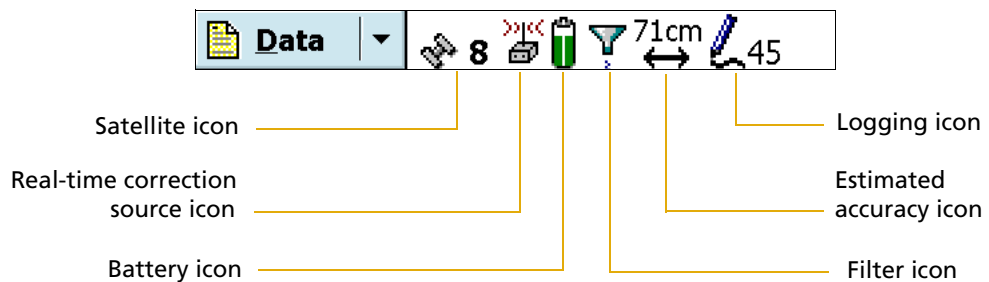 Data 8 71cm 45
Satellite icon
Logging icon
Real-time correction
source icon
Estimated
accuracy icon
Battery icon
Filter icon